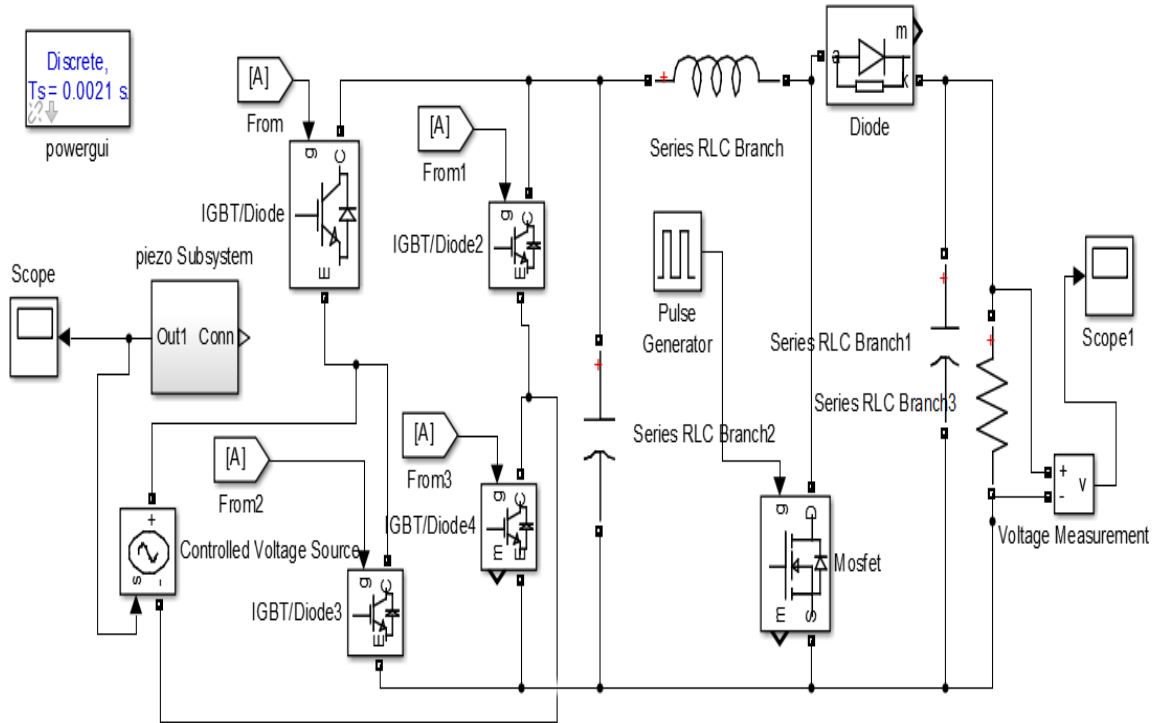 Discrete,
Ts = 0.0021 s.
powergui
[A]
From
[A]
From1
g
C
E
IGBT/Diode
g
C
E
IGBT/Diode2
Series RLC Branch
a
m
k
Diode
Scope
piezo Subsystem
Out1
Conn
Pulse
Generator
Series RLC Branch1
Series RLC Branch3
Series RLC Branch2
Scope1
[A]
From2
[A]
From3
+
s
-
Controlled Voltage Source
g
C
E
IGBT/Diode3
g
C
m
E
IGBT/Diode4
g
D
m
S
Mosfet
+
-
v
Voltage Measurement
+
+
+
+